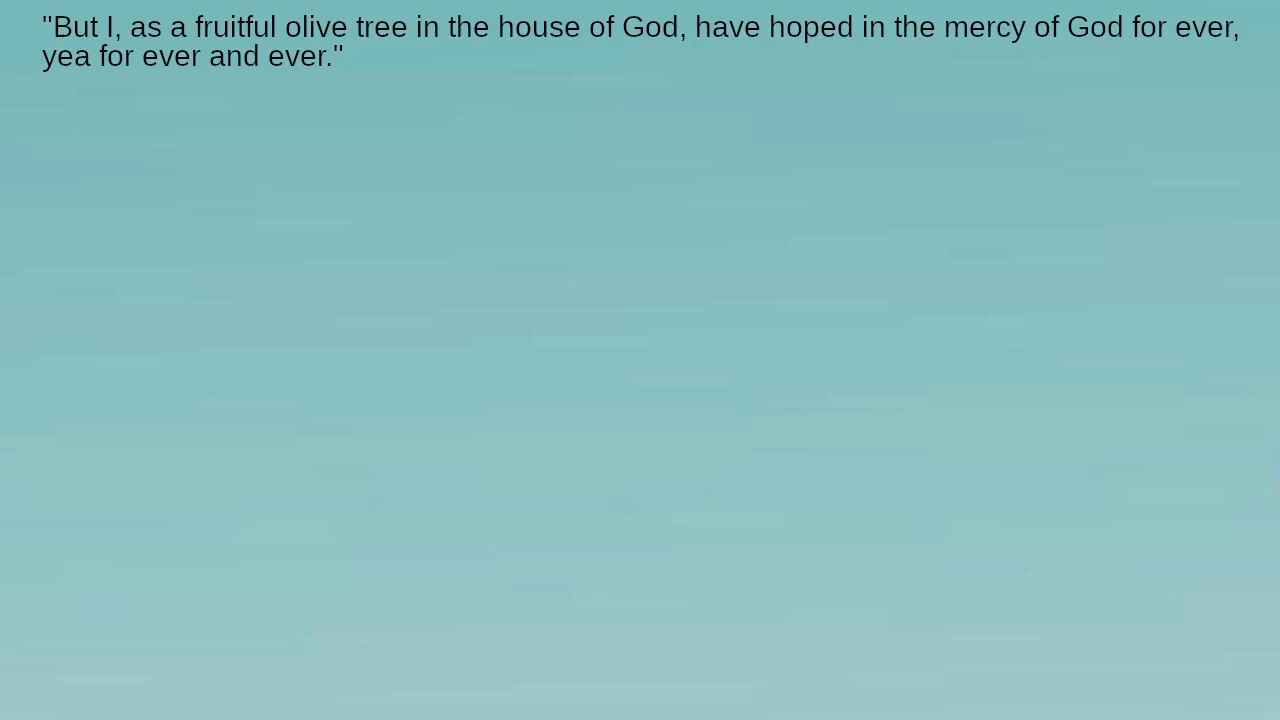 "But I, as a fruitful olive tree in the house of God, have hoped in the mercy of God for ever,
yea for ever and ever."